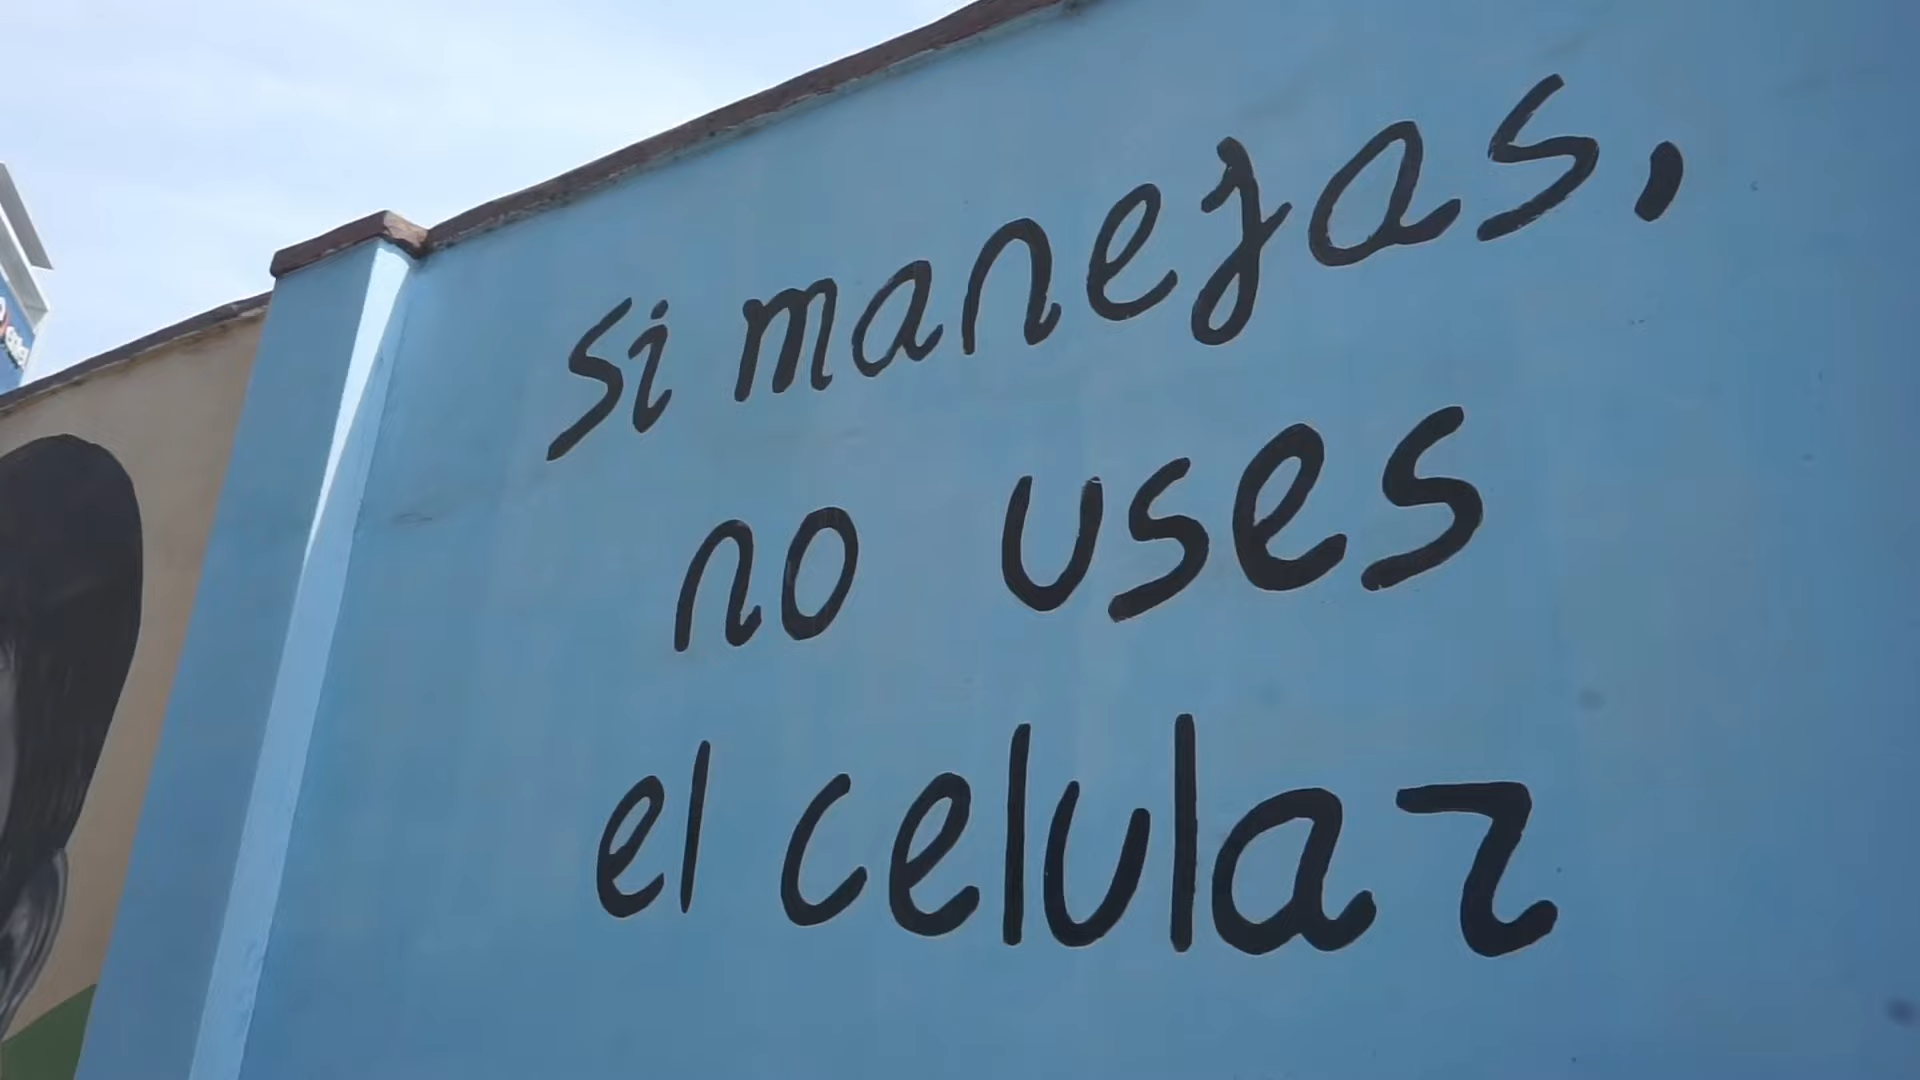 Si manejas,
no uses
el celular